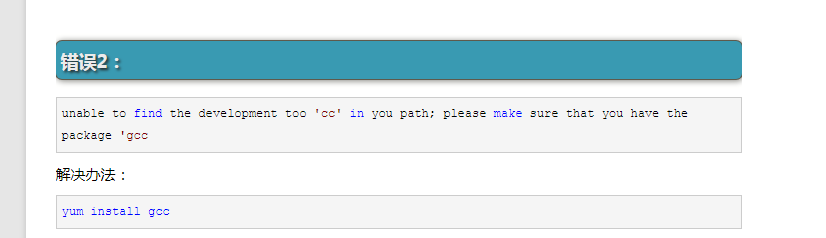 错误2：
unable to find the development too 'cc' in you path; please make sure that you have the
package 'gcc
解决办法：
yum install gcc